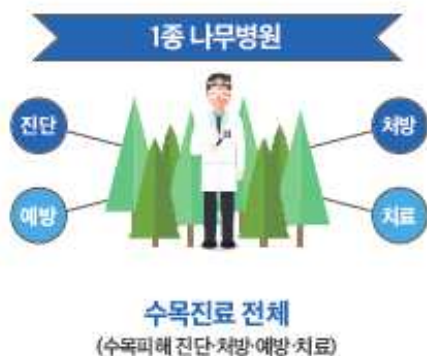 1종 나무병원
진단
처방
예방
치료
수목진료 전체
(수목피해 진단·처방·예방·치료)